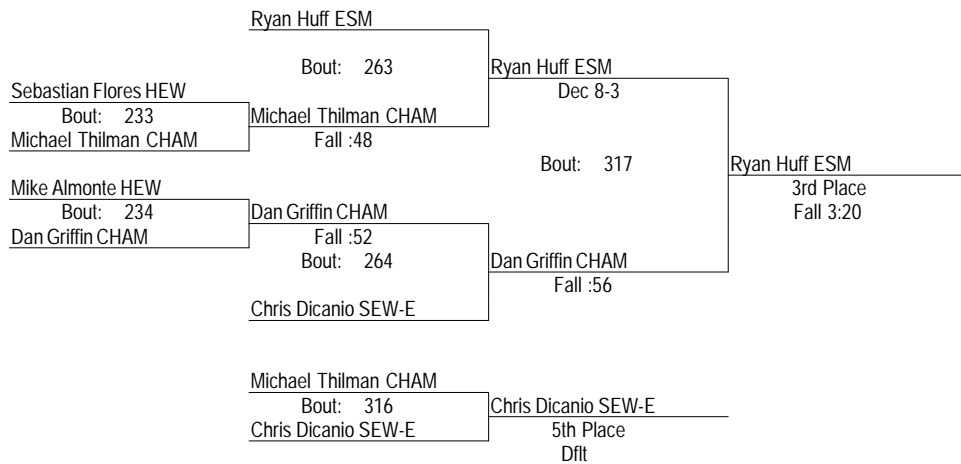 Ryan Huff ESM
Bout: 263
Ryan Huff ESM
Dec 8-3
Sebastian Flores HEW
Bout: 233
Michael Thilman CHAM
Michael Thilman CHAM
Fall :48
Bout: 317
Ryan Huff ESM
3rd Place
Fall 3:20
Mike Almonte HEW
Bout: 234
Dan Griffin CHAM
Dan Griffin CHAM
Fall :52
Bout: 264
Dan Griffin CHAM
Fall :56
Chris Dicanio SEW-E
Michael Thilman CHAM
Bout: 316
Chris Dicanio SEW-E
Chris Dicanio SEW-E
5th Place
Dflt